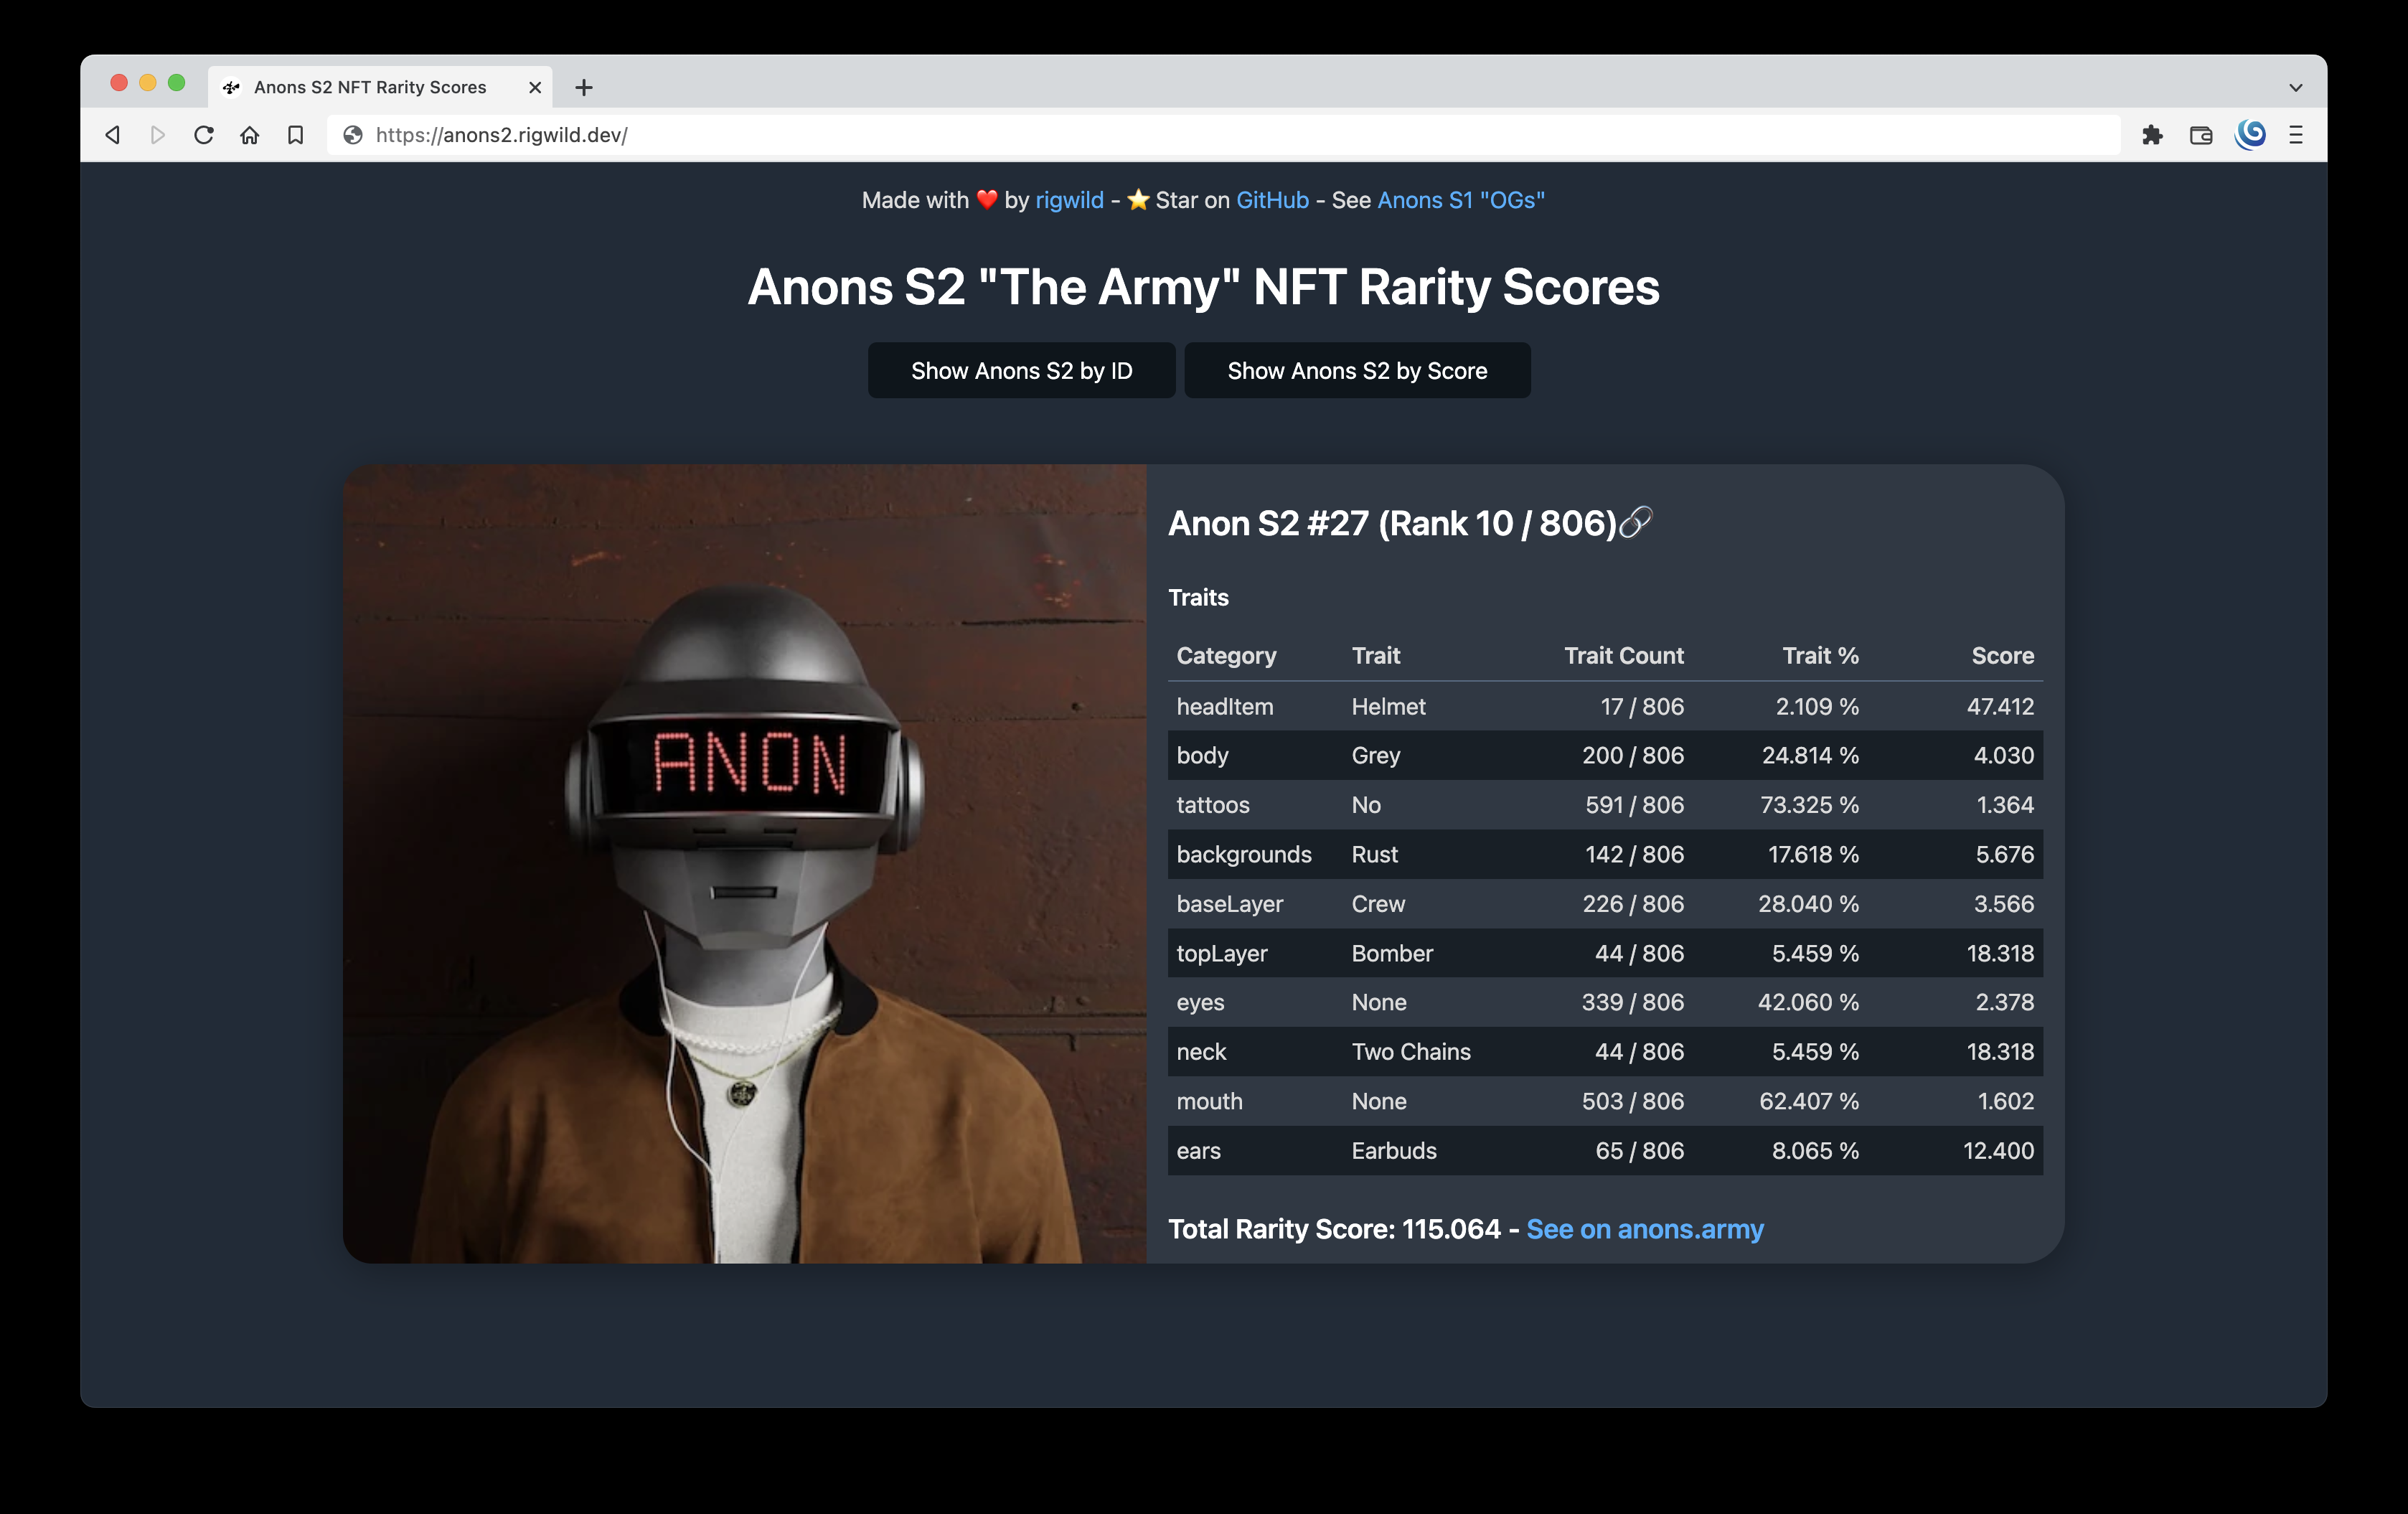 Anons S2 NFT Rarity Scores
https://anons2.rigwild.dev/
Made with ❤️ by rigwild - ⭐ Star on GitHub - See Anons S1 "OGs"
Anons S2 "The Army" NFT Rarity Scores
Show Anons S2 by ID Show Anons S2 by Score
ANON
Anon S2 #27 (Rank 10 / 806)🔗
Traits
Category Trait Trait Count Trait % Score
headItem Helmet 17 / 806 2.109 % 47.412
body Grey 200 / 806 24.814 % 4.030
tattoos No 591 / 806 73.325 % 1.364
backgrounds Rust 142 / 806 17.618 % 5.676
baseLayer Crew 226 / 806 28.040 % 3.566
topLayer Bomber 44 / 806 5.459 % 18.318
eyes None 339 / 806 42.060 % 2.378
neck Two Chains 44 / 806 5.459 % 18.318
mouth None 503 / 806 62.407 % 1.602
ears Earbuds 65 / 806 8.065 % 12.400
Total Rarity Score: 115.064 - See on anons.army